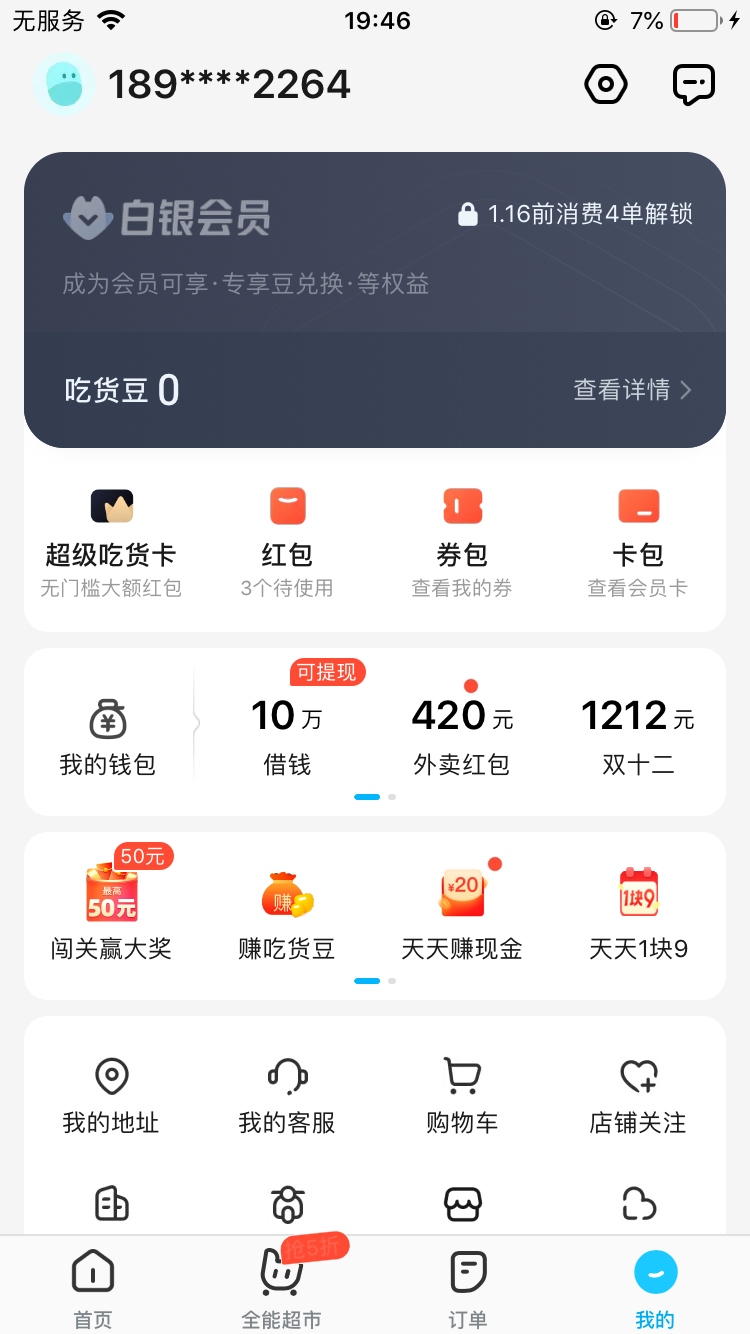 无服务 19:46 7%
189****2264
白银会员 1.16前消费4单解锁
成为会员可享·专享豆兑换·等权益
吃货豆 0 查看详情
超级吃货卡 红包 券包 卡包
无门槛大额红包 3个待使用 查看我的券 查看会员卡
可提现
¥ 10 万 420 元 1212 元
我的钱包 借钱 外卖红包 双十二
50元
最高 50元 赚 ¥20 1块9
闯关赢大奖 赚吃货豆 天天赚现金 天天1块9
我的地址 我的客服 购物车 店铺关注
抢5折
首页 全能超市 订单 我的